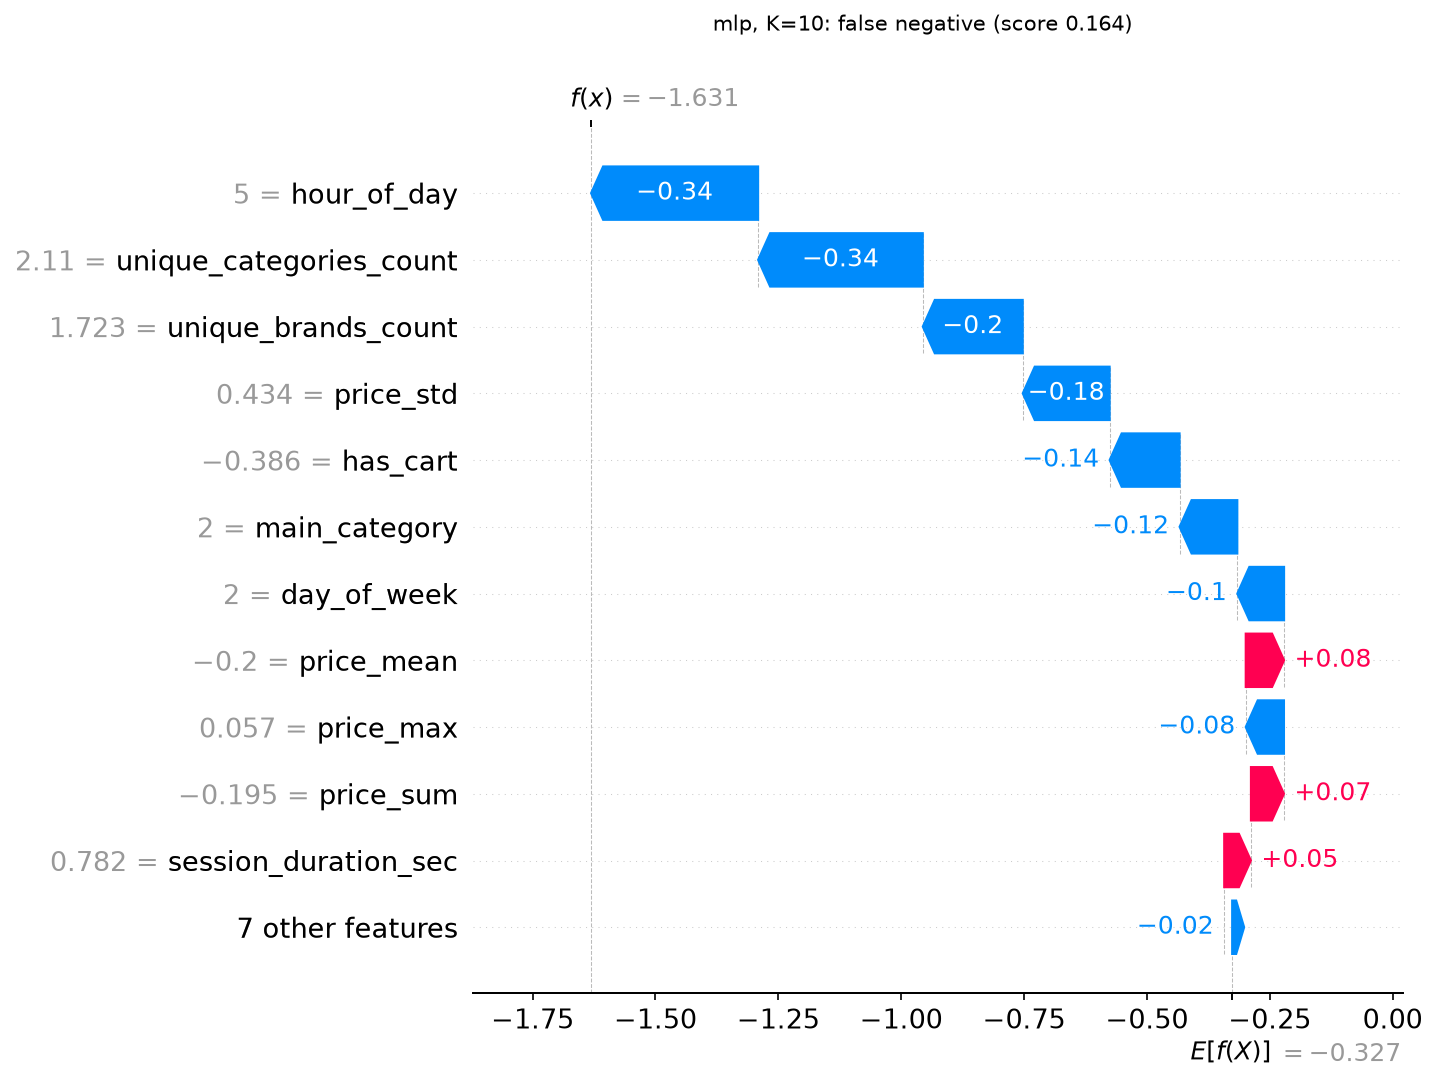 mlp, K=10: false negative (score 0.164)
f(x) = −1.631
5 = hour_of_day
−0.34
2.11 = unique_categories_count
−0.34
1.723 = unique_brands_count
−0.2
0.434 = price_std
−0.18
−0.386 = has_cart
−0.14
2 = main_category
−0.12
2 = day_of_week
−0.1
−0.2 = price_mean
+0.08
0.057 = price_max
−0.08
−0.195 = price_sum
+0.07
0.782 = session_duration_sec
+0.05
7 other features
−0.02
−1.75 −1.50 −1.25 −1.00 −0.75 −0.50 −0.25 0.00
E[f(X)] = −0.327